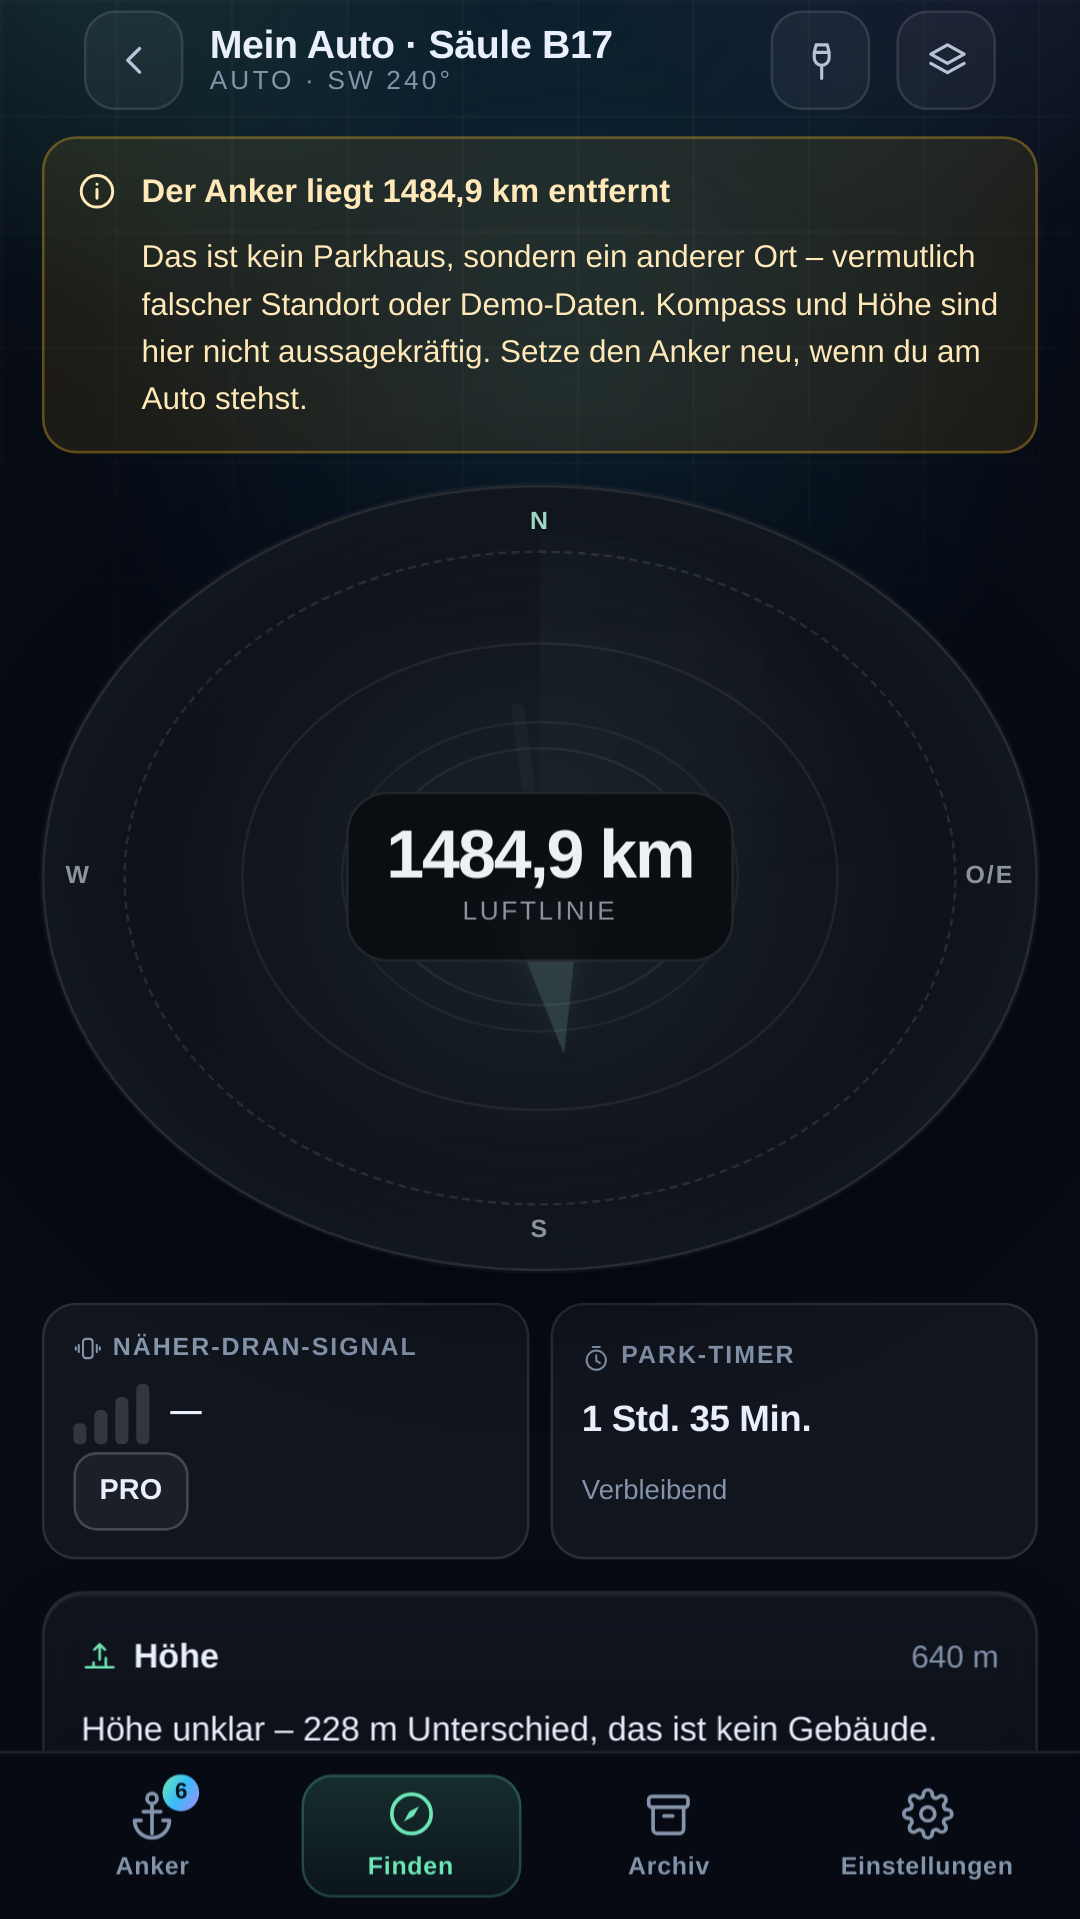 Mein Auto · Säule B17
AUTO · SW 240°
Der Anker liegt 1484,9 km entfernt
Das ist kein Parkhaus, sondern ein anderer Ort – vermutlich
falscher Standort oder Demo-Daten. Kompass und Höhe sind
hier nicht aussagekräftig. Setze den Anker neu, wenn du am
Auto stehst.
N
W
O/E
1484,9 km
LUFTLINIE
S
NÄHER-DRAN-SIGNAL
—
PRO
PARK-TIMER
1 Std. 35 Min.
Verbleibend
Höhe
640 m
Höhe unklar – 228 m Unterschied, das ist kein Gebäude.
6
Anker
Finden
Archiv
Einstellungen